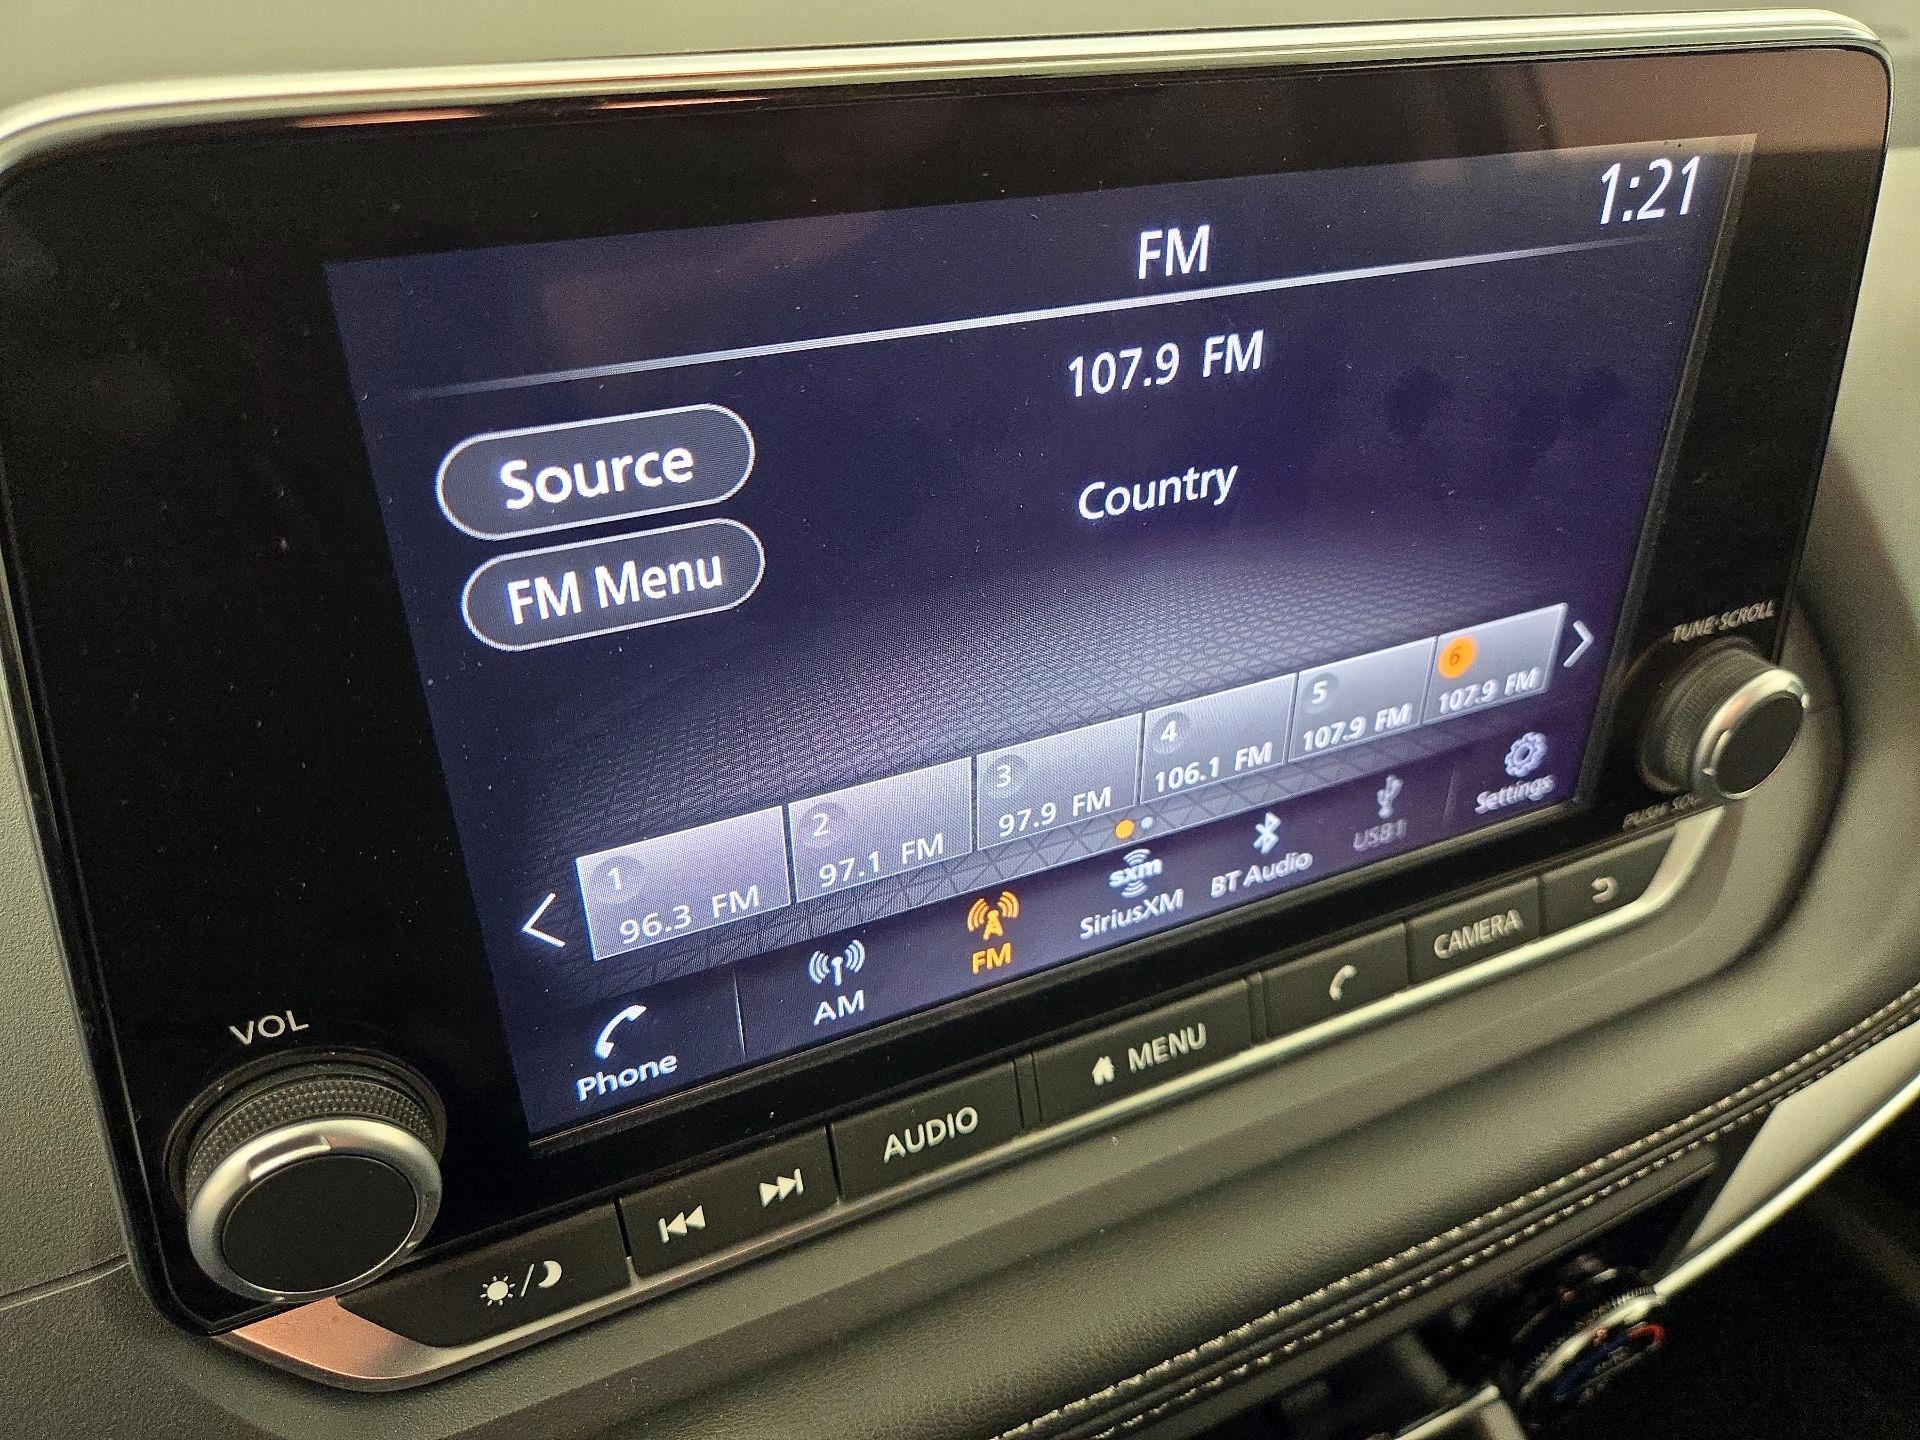 1:21
FM
107.9 FM
Source
Country
FM Menu
1
96.3 FM
2
97.1 FM
3
97.9 FM
4
106.1 FM
5
107.9 FM
6
107.9 FM
Phone
AM
FM
sxm
SiriusXM
BT Audio
USB1
Settings
TUNE·SCROLL
VOL
AUDIO
MENU
CAMERA